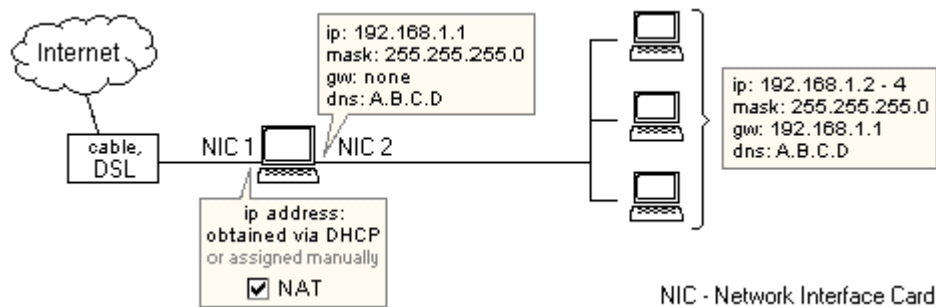 Internet
cable,
DSL
NIC 1
NIC 2
ip: 192.168.1.1
mask: 255.255.255.0
gw: none
dns: A.B.C.D
ip address:
obtained via DHCP
or assigned manually
NAT
ip: 192.168.1.2 - 4
mask: 255.255.255.0
gw: 192.168.1.1
dns: A.B.C.D
NIC - Network Interface Card